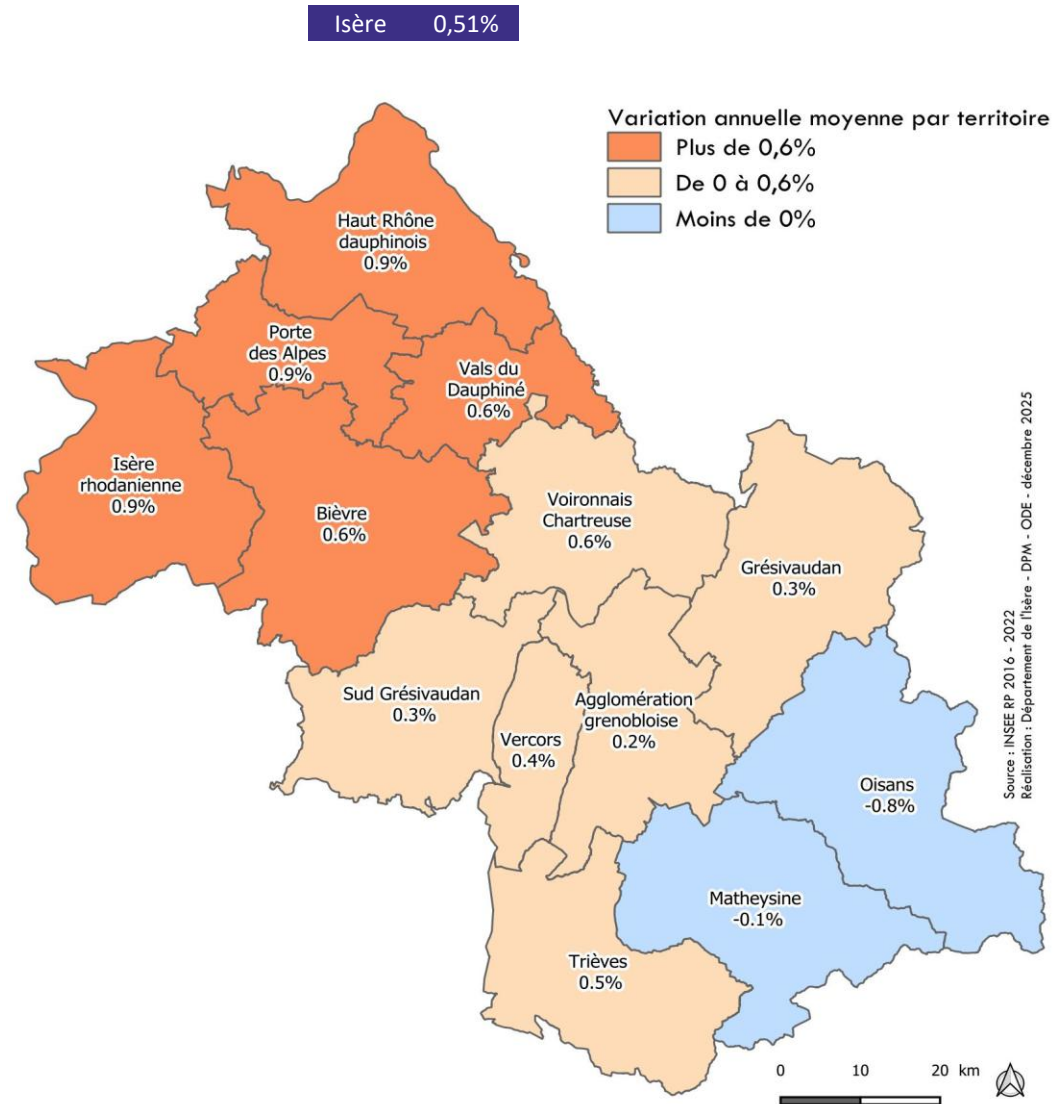 Isère 0,51%
Variation annuelle moyenne par territoire
Plus de 0,6%
De 0 à 0,6%
Moins de 0%
Haut Rhône
dauphinois
0.9%
Porte
des Alpes
0.9%
Vals du
Dauphiné
0.6%
Isère
rhodanienne
0.9%
Bièvre
0.6%
Voironnais
Chartreuse
0.6%
Grésivaudan
0.3%
Sud Grésivaudan
0.3%
Vercors
0.4%
Agglomération
grenobloise
0.2%
Oisans
-0.8%
Matheysine
-0.1%
Trièves
0.5%
Source : INSEE RP 2016 - 2022
Réalisation : Département de l'Isère - DPM - ODE - décembre 2025
0 10 20 km